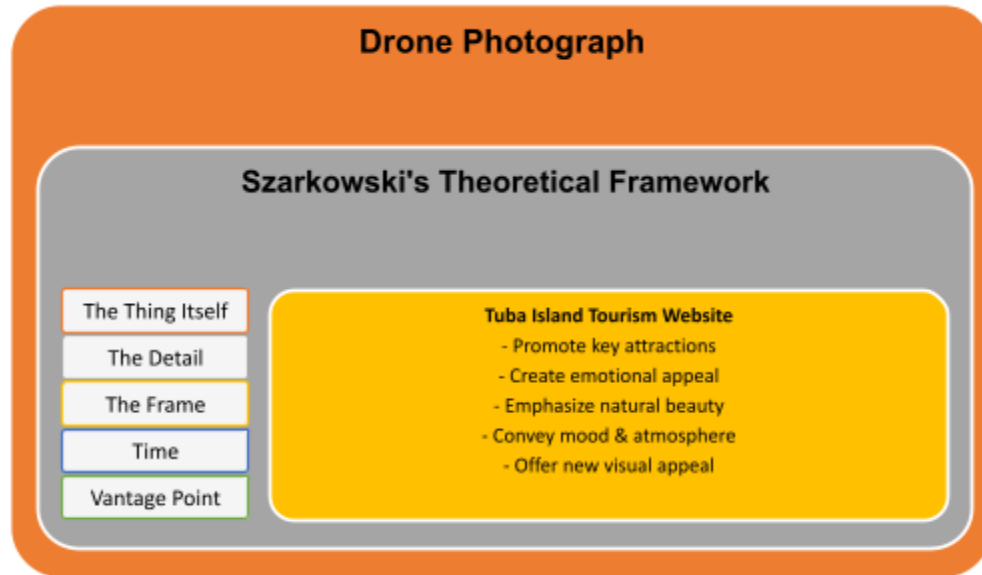 Drone Photograph
Szarkowski's Theoretical Framework
The Thing Itself
The Detail
The Frame
Time
Vantage Point
Tuba Island Tourism Website
- Promote key attractions
- Create emotional appeal
- Emphasize natural beauty
- Convey mood & atmosphere
- Offer new visual appeal